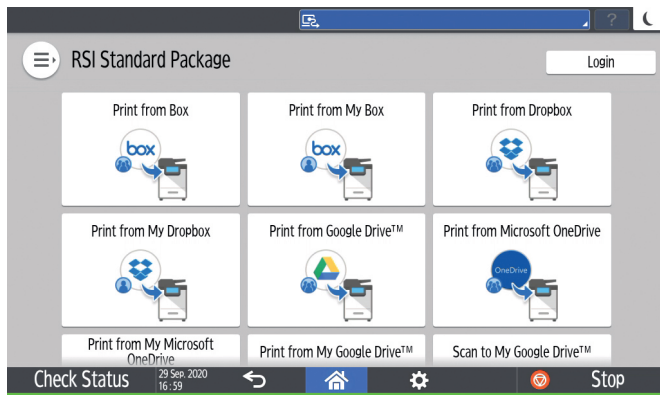 ?
RSI Standard Package
Login
Print from Box
Print from My Box
Print from Dropbox
box
box
Print from My Dropbox
Print from Google Drive™
Print from Microsoft OneDrive
OneDrive
Print from My Microsoft
OneDrive
Print from My Google Drive™
Scan to My Google Drive™
Check Status
29 Sep. 2020
16 : 59
Stop